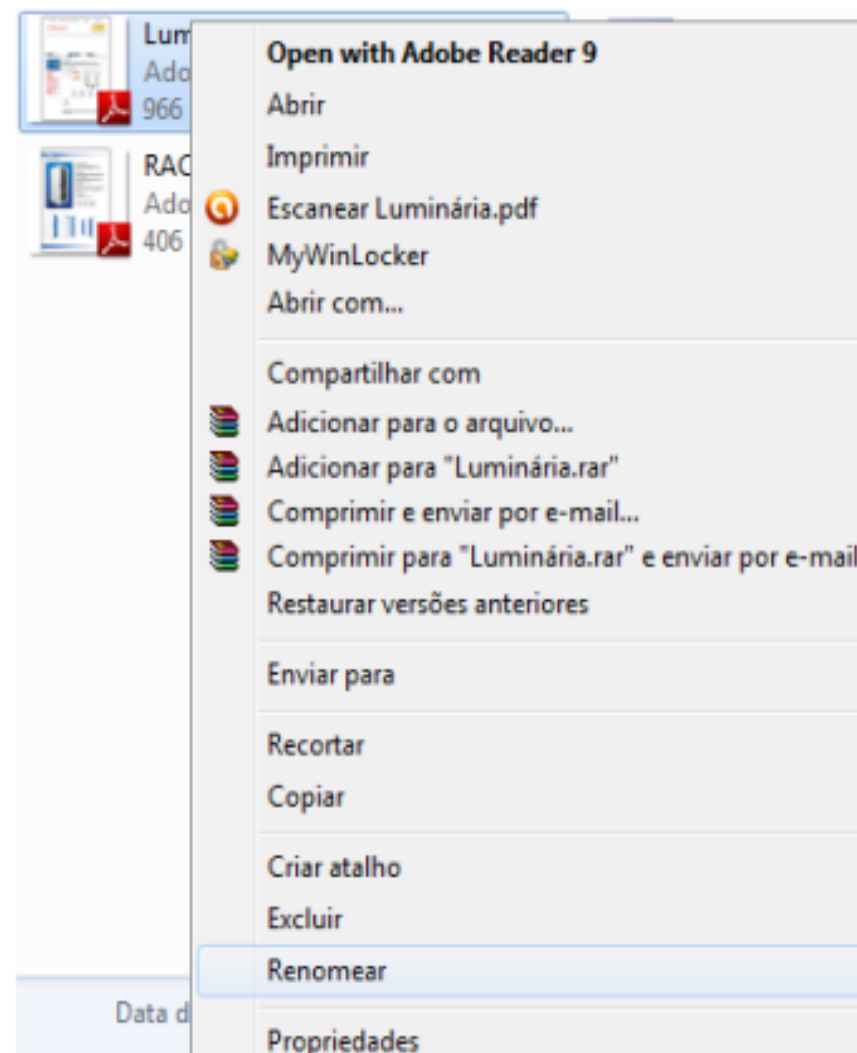 Lum
Ado
966
RAC
Ado
406
Open with Adobe Reader 9
Abrir
Imprimir
Escanear Luminária.pdf
MyWinLocker
Abrir com...
Compartilhar com
Adicionar para o arquivo...
Adicionar para "Luminária.rar"
Comprimir e enviar por e-mail...
Comprimir para "Luminária.rar" e enviar por e-mail
Restaurar versões anteriores
Enviar para
Recortar
Copiar
Criar atalho
Excluir
Renomear
Propriedades
Data d